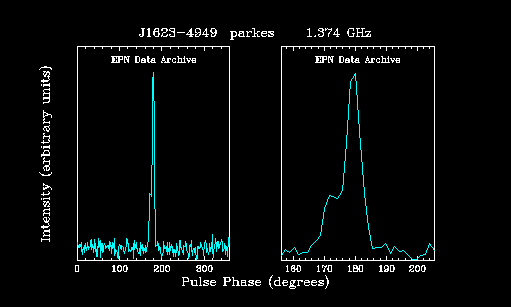 J1623-4949 parkes 1.374 GHz
EPN Data Archive
EPN Data Archive
Intensity (arbitrary units)
0 100 200 300
160 170 180 190 200
Pulse Phase (degrees)